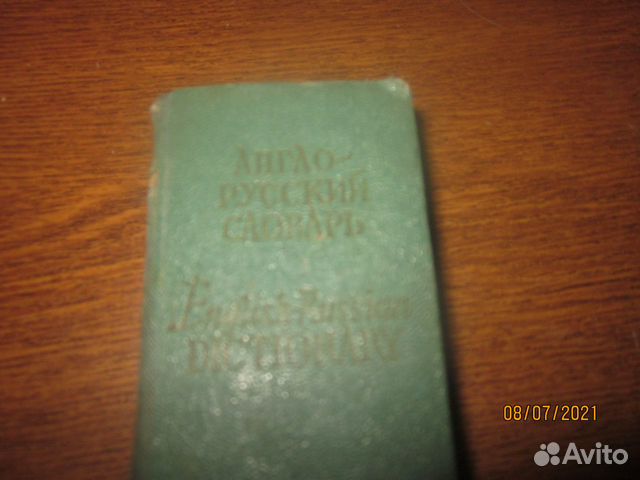 АНГЛО-
РУССКИЙ
СЛОВАРЬ
English-Russian
DICTIONARY
08/07/2021
Avito